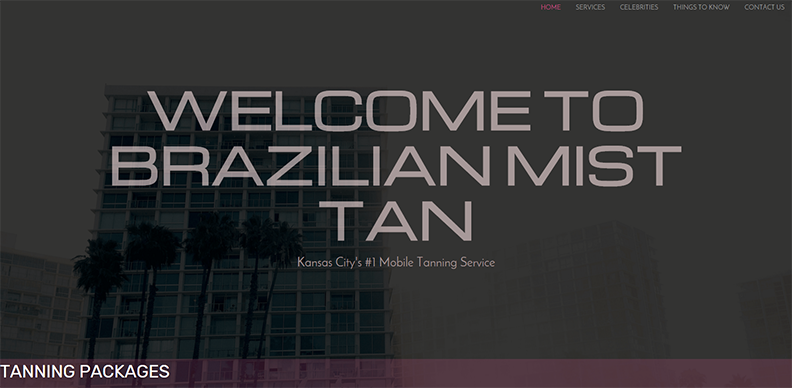 HOME SERVICES CELEBRITIES THINGS TO KNOW CONTACT US
WELCOME TO
BRAZILIAN MIST
TAN
Kansas City's #1 Mobile Tanning Service
TANNING PACKAGES